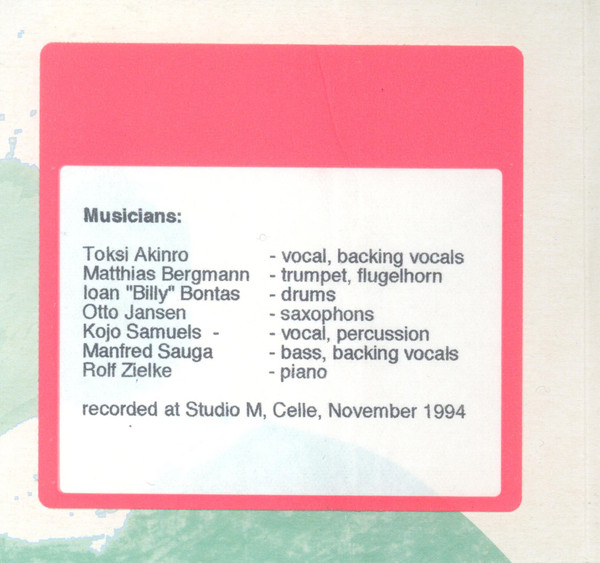 Musicians:
Toksi Akinro - vocal, backing vocals
Matthias Bergmann - trumpet, flugelhorn
Ioan "Billy" Bontas - drums
Otto Jansen - saxophons
Kojo Samuels - - vocal, percussion
Manfred Sauga - bass, backing vocals
Rolf Zielke - piano
recorded at Studio M, Celle, November 1994